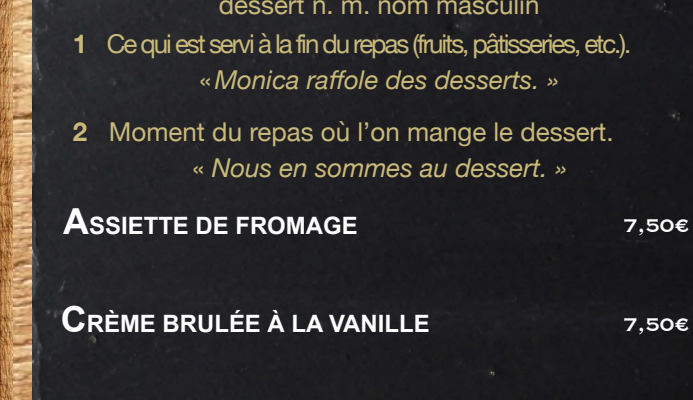 dessert n. m. nom masculin
1 Ce qui est servi à la fin du repas (fruits, pâtisseries, etc.).
«Monica raffole des desserts. »
2 Moment du repas où l’on mange le dessert.
« Nous en sommes au dessert. »
ASSIETTE DE FROMAGE 7,50€
CRÈME BRULÉE À LA VANILLE 7,50€